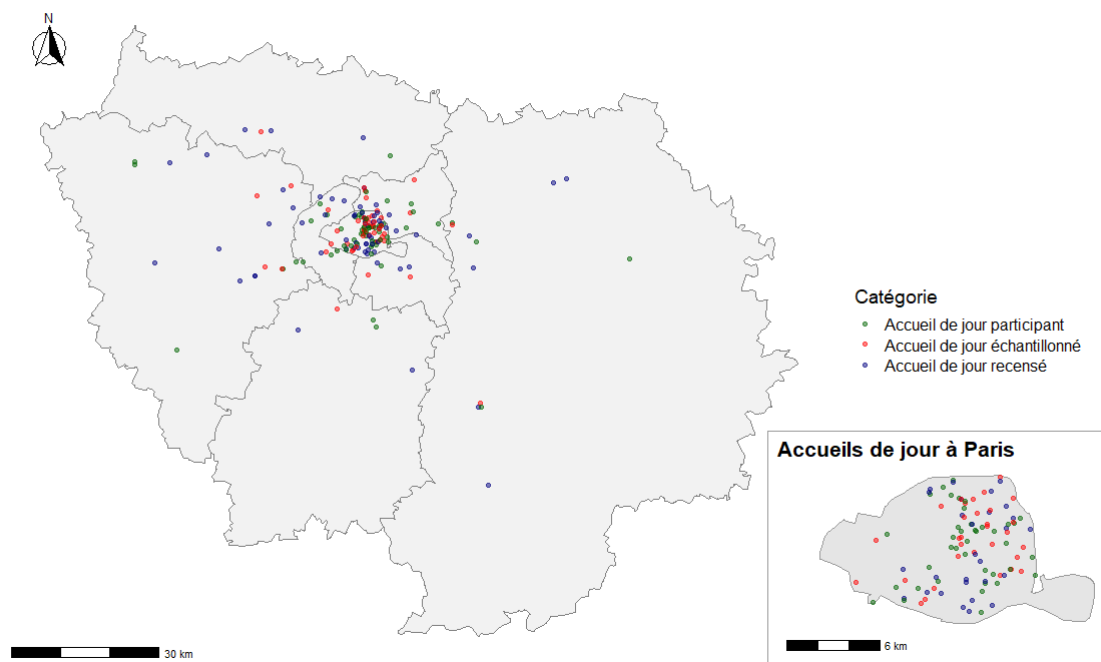 N
Catégorie
Accueil de jour participant
Accueil de jour échantillonné
Accueil de jour recensé
Accueils de jour à Paris
6 km
30 km